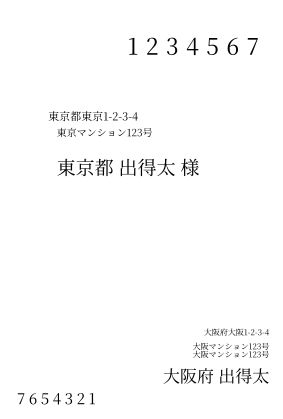 1234567
東京都東京1-2-3-4
東京マンション123号
東京都 出得太 様
大阪府大阪1-2-3-4
大阪マンション123号
大阪マンション123号
大阪府 出得太
7654321